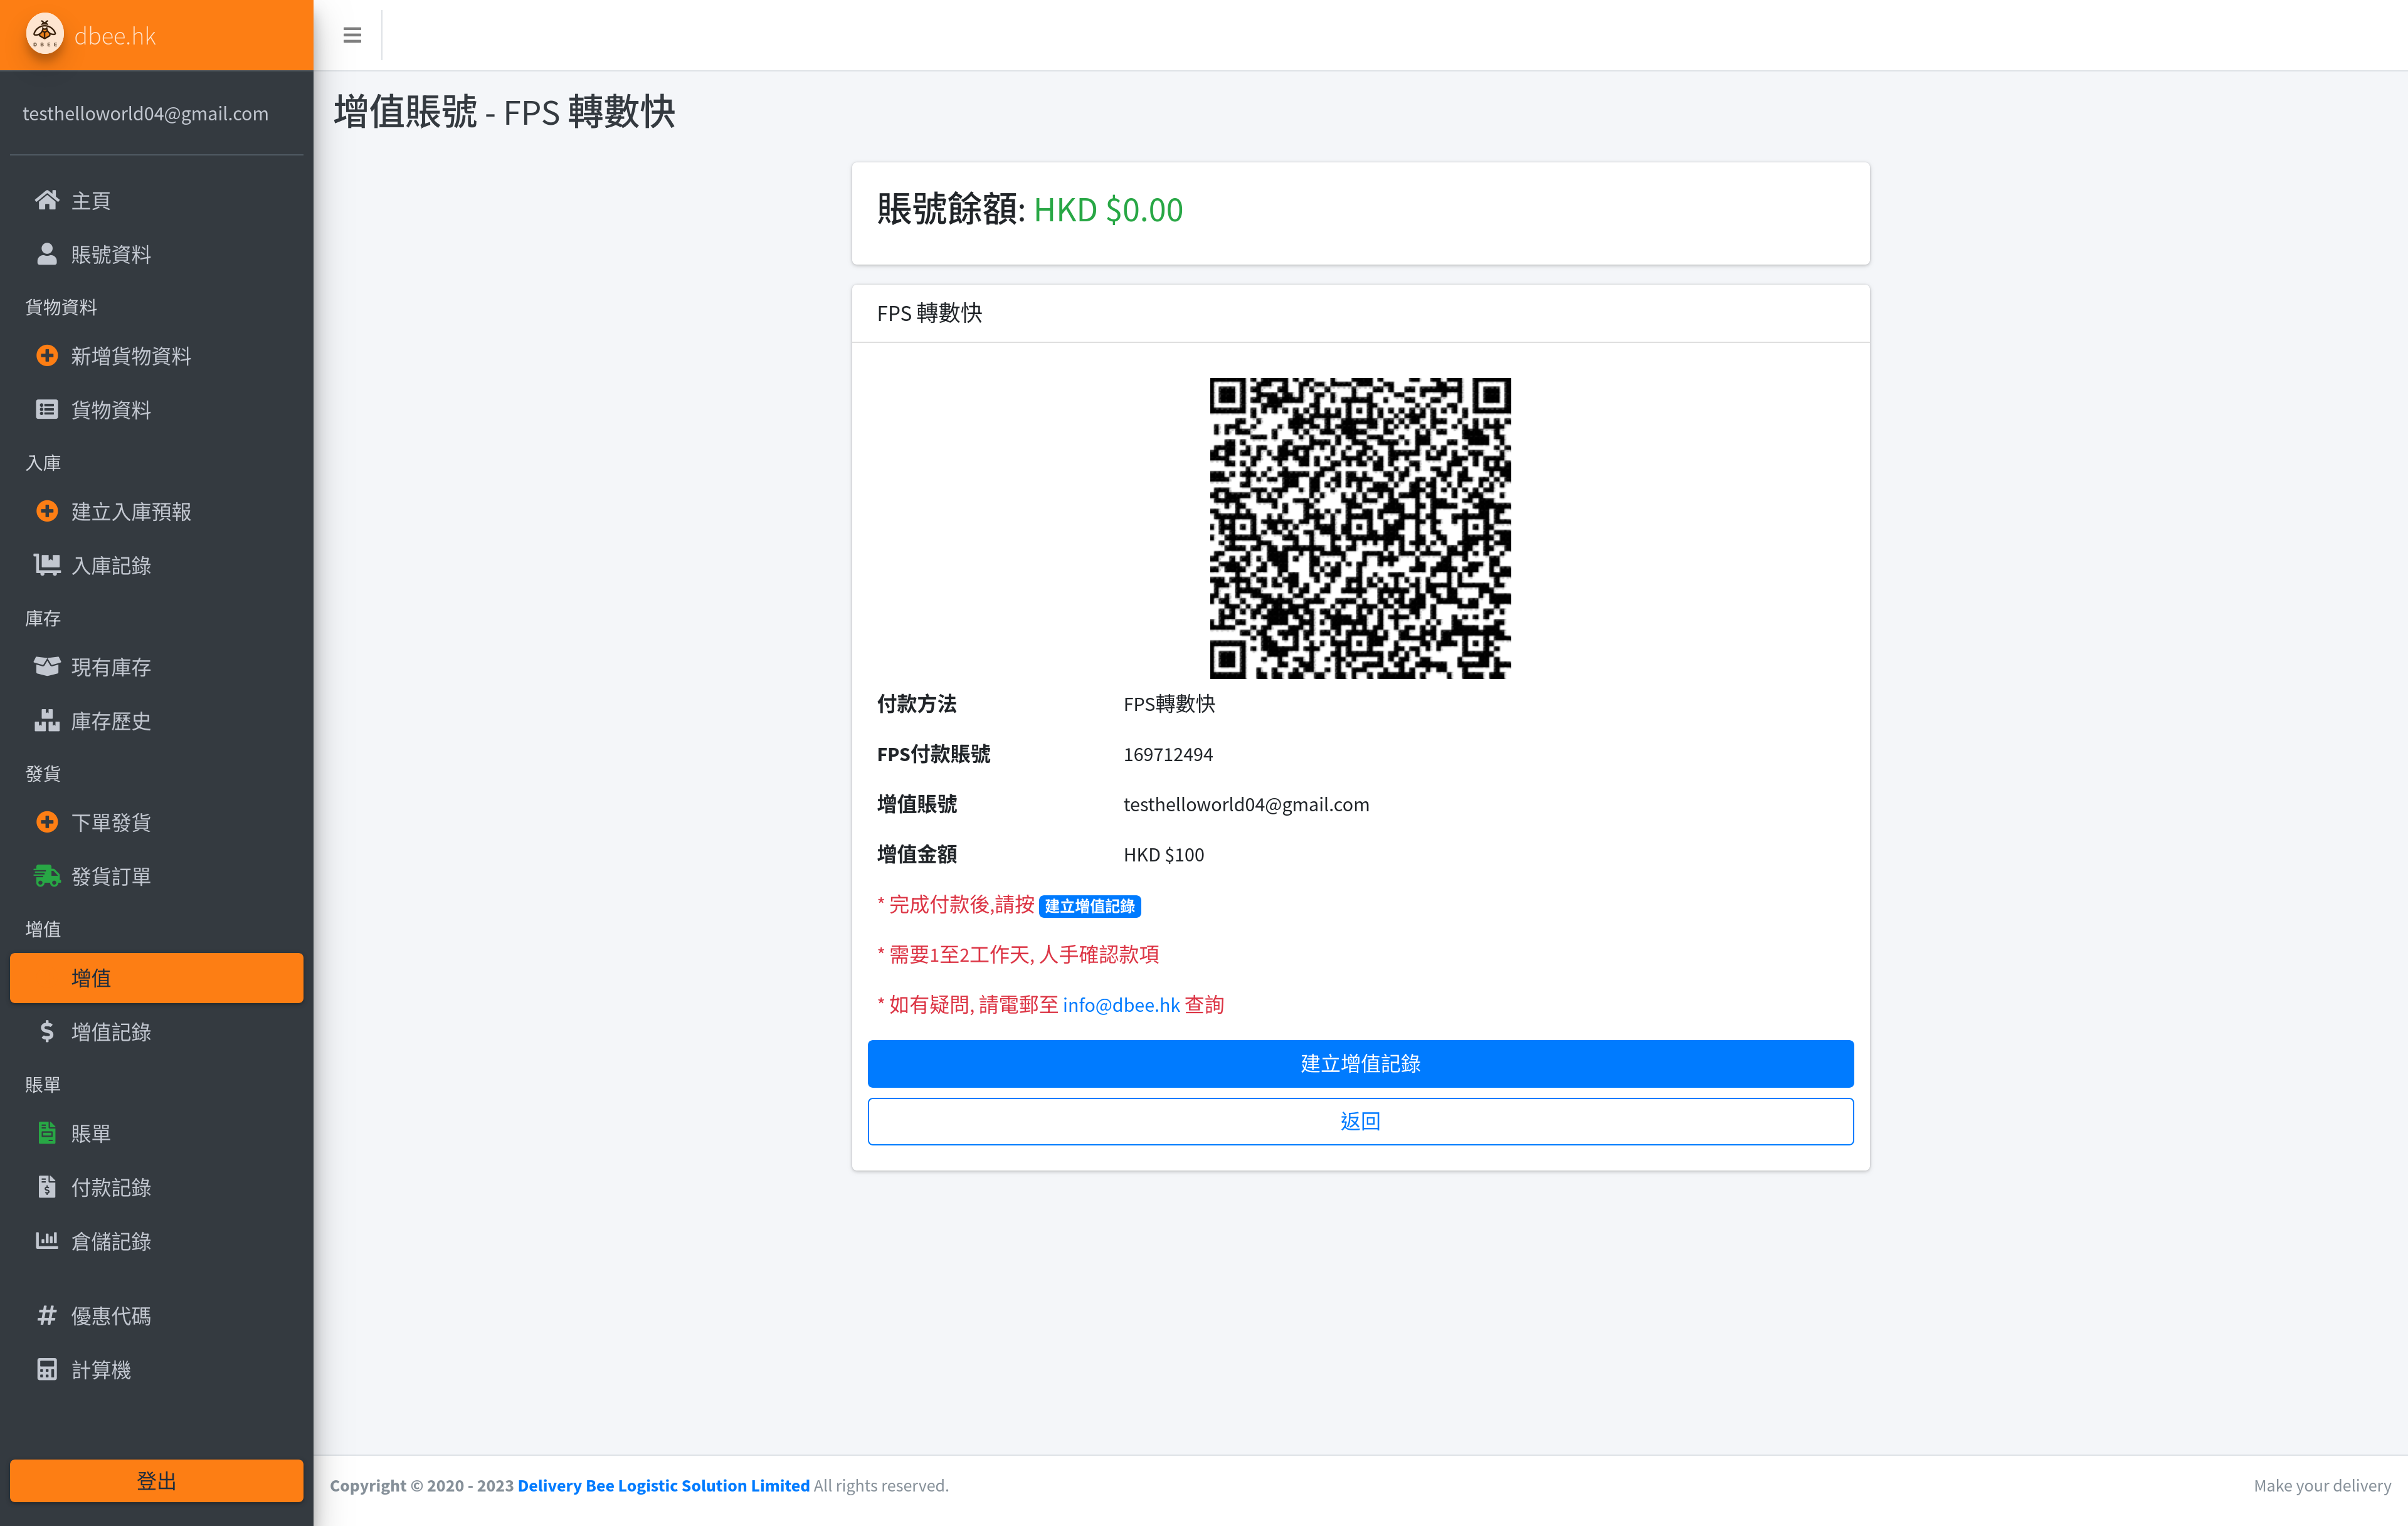 DBEE
dbee.hk
testhelloworld04@gmail.com
主頁
賬號資料
貨物資料
新增貨物資料
貨物資料
入庫
建立入庫預報
入庫記錄
庫存
現有庫存
庫存歷史
發貨
下單發貨
發貨訂單
增值
增值
增值記錄
賬單
賬單
付款記錄
倉儲記錄
優惠代碼
計算機
登出
增值賬號 - FPS 轉數快
賬號餘額: HKD $0.00
FPS 轉數快
付款方法 FPS轉數快
FPS付款賬號 169712494
增值賬號 testhelloworld04@gmail.com
增值金額 HKD $100
* 完成付款後,請按 建立增值記錄
* 需要1至2工作天, 人手確認款項
* 如有疑問, 請電郵至 info@dbee.hk 查詢
建立增值記錄
返回
Copyright © 2020 - 2023 Delivery Bee Logistic Solution Limited All rights reserved.
Make your delivery